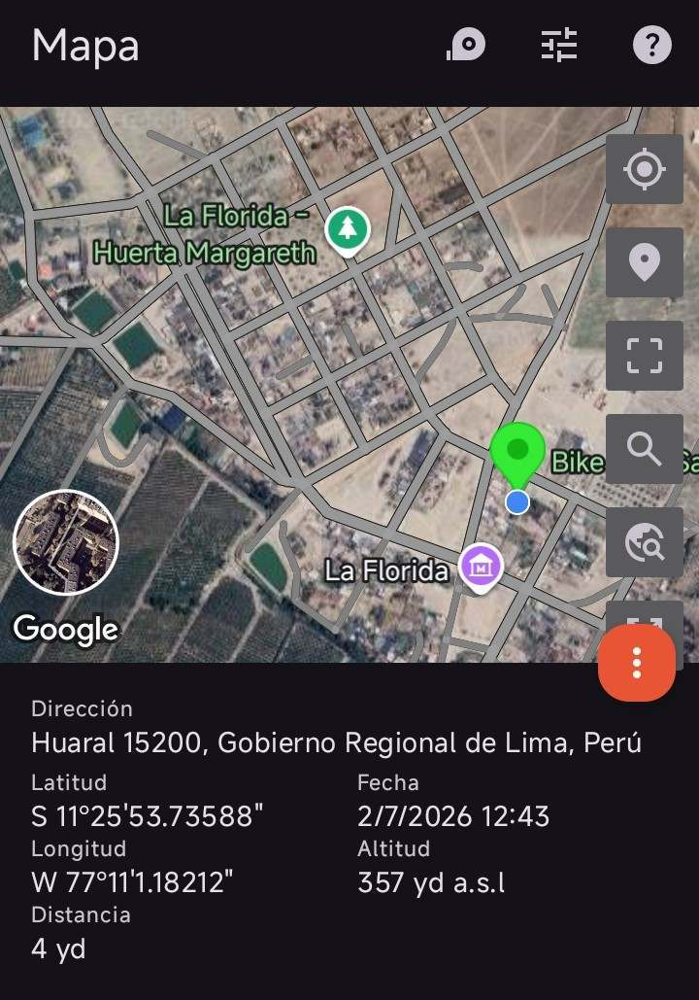 Mapa
La Florida -
Huerta Margareth
Bike
La Florida
Google
Dirección
Huaral 15200, Gobierno Regional de Lima, Perú
Latitud
S 11°25'53.73588"
Fecha
2/7/2026 12:43
Longitud
W 77°11'1.18212"
Altitud
357 yd a.s.l
Distancia
4 yd